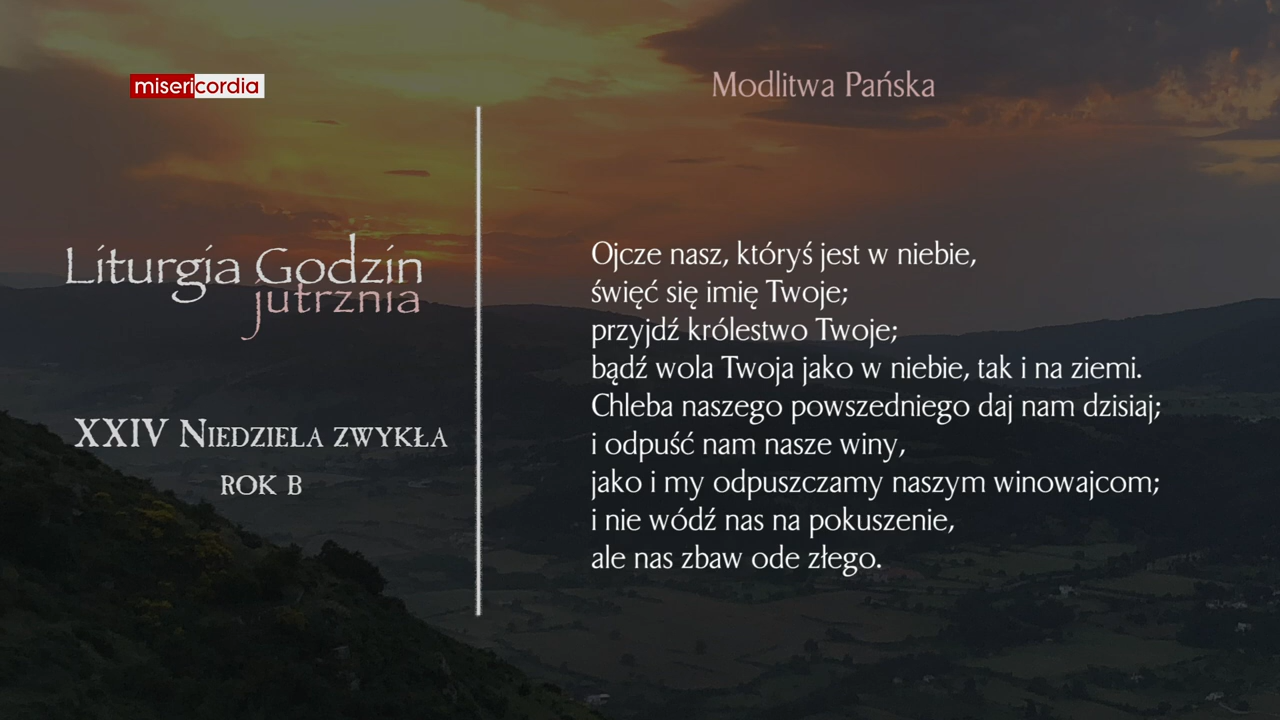 misericordia
Liturgia Godzin
jutrznia
XXIV Niedziela zwykła
rok B
Modlitwa Pańska
Ojcze nasz, któryś jest w niebie,
święć się imię Twoje;
przyjdź królestwo Twoje;
bądź wola Twoja jako w niebie, tak i na ziemi.
Chleba naszego powszedniego daj nam dzisiaj;
i odpuść nam nasze winy,
jako i my odpuszczamy naszym winowajcom;
i nie wódź nas na pokuszenie,
ale nas zbaw ode złego.